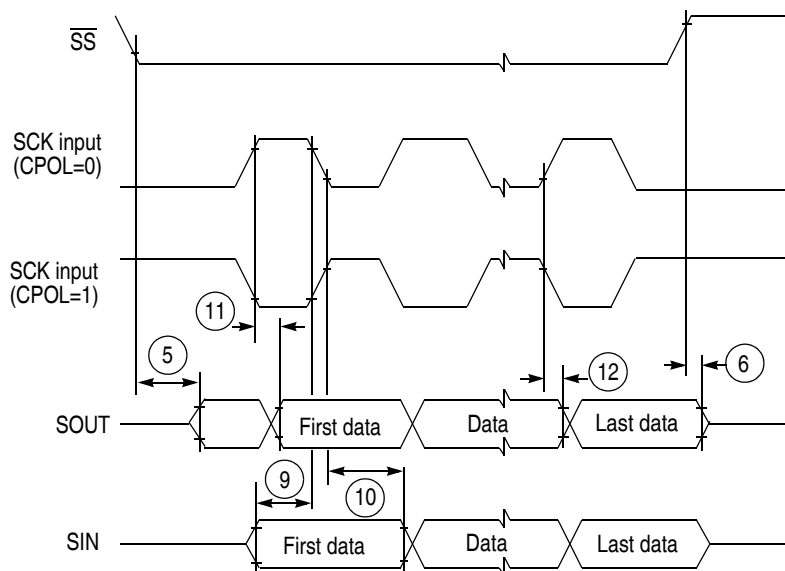 SS
SCK input
(CPOL=0)
SCK input
(CPOL=1)
11
5
12
6
SOUT
First data
Data
Last data
9
10
SIN
First data
Data
Last data